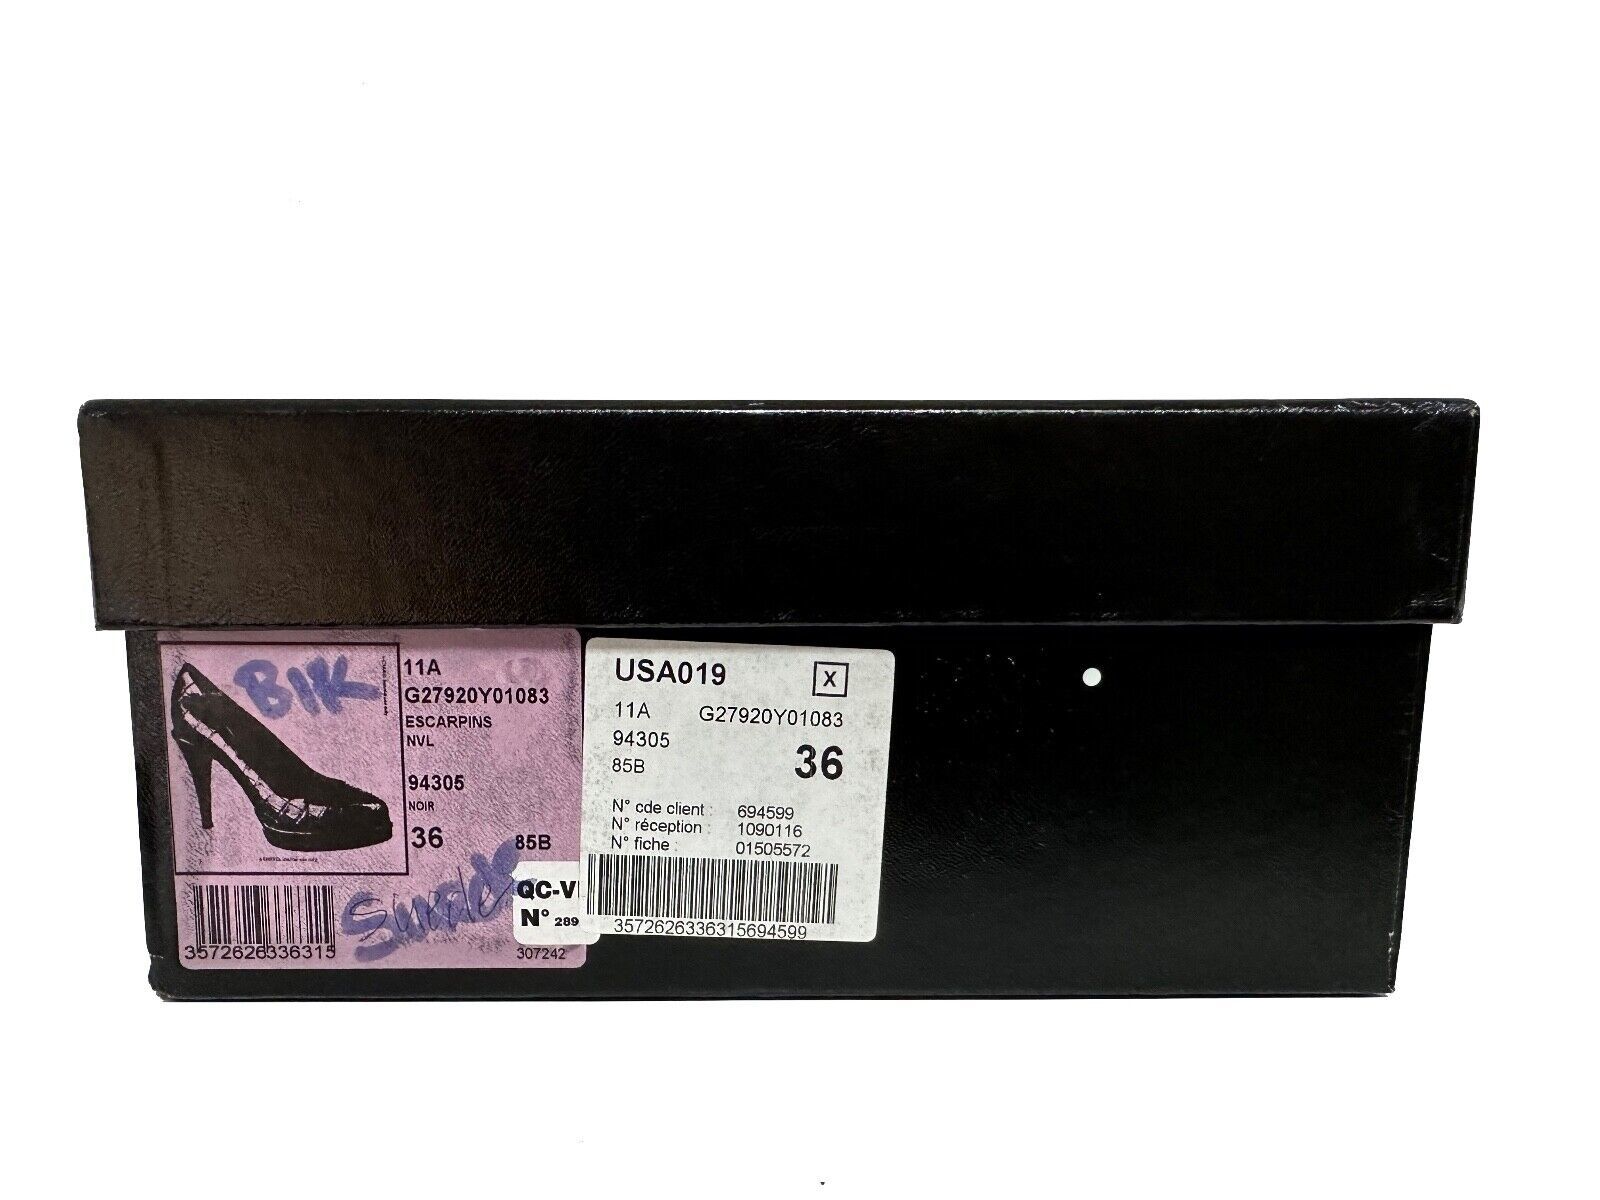 Blk
11A
G27920Y01083
ESCARPINS
NVL
94305
NOIR
36 85B
Suede
3572626336315
307242
QC-VI
N° 289
USA019 X
11A G27920Y01083
94305
85B 36
N° cde client : 694599
N° réception : 1090116
N° fiche : 01505572
3572626336315694599